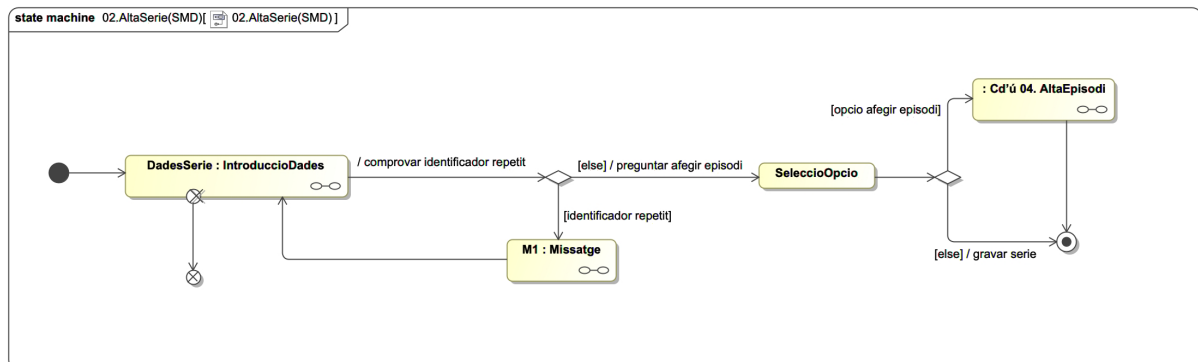 state machine 02.AltaSerie(SMD)[ 02.AltaSerie(SMD) ]
: Cd'ú 04. AltaEpisodi
[opcio afegir episodi]
DadesSerie : IntroduccioDades
/ comprovar identificador repetit
[else] / preguntar afegir episodi
SeleccioOpcio
[identificador repetit]
M1 : Missatge
[else] / gravar serie